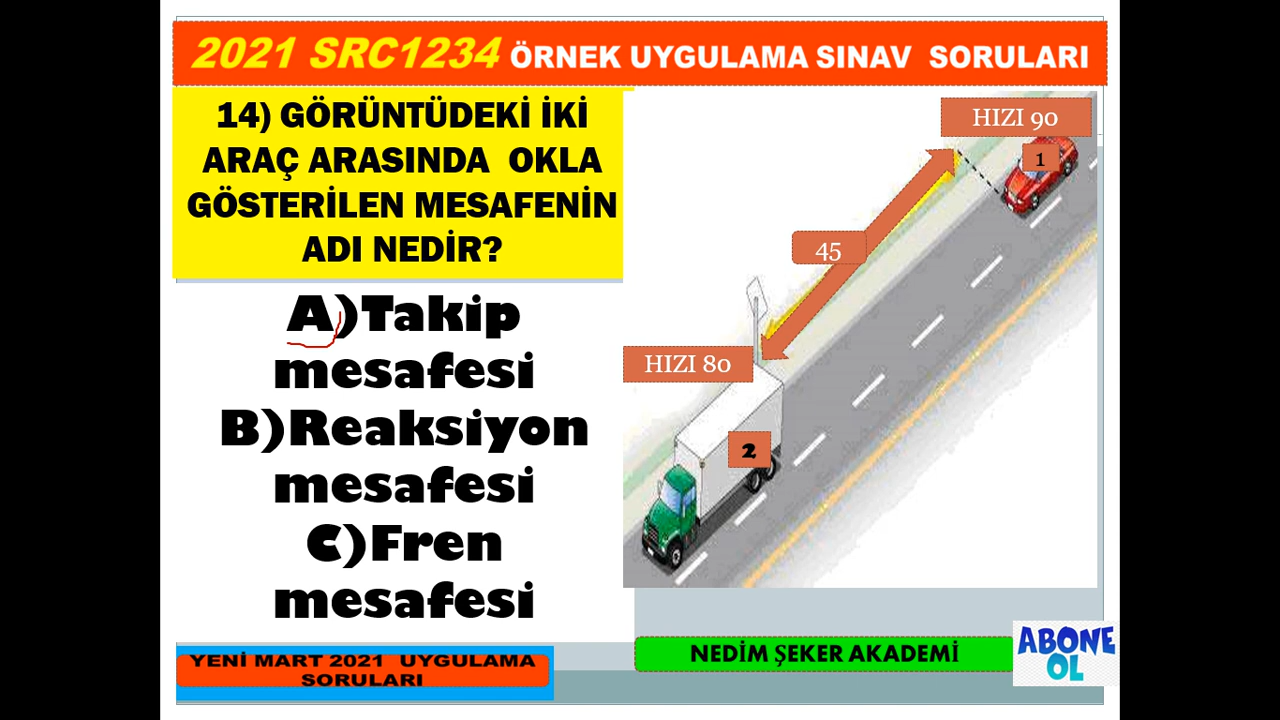 2021 SRC1234 ÖRNEK UYGULAMA SINAV SORULARI
14) GÖRÜNTÜDEKİ İKİ
ARAÇ ARASINDA OKLA
GÖSTERİLEN MESAFENİN
ADI NEDİR?
A)Takip
mesafesi
B)Reaksiyon
mesafesi
C)Fren
mesafesi
HIZI 90
1
45
HIZI 80
2
YENİ MART 2021 UYGULAMA
SORULARI
NEDİM ŞEKER AKADEMİ
ABONE
OL